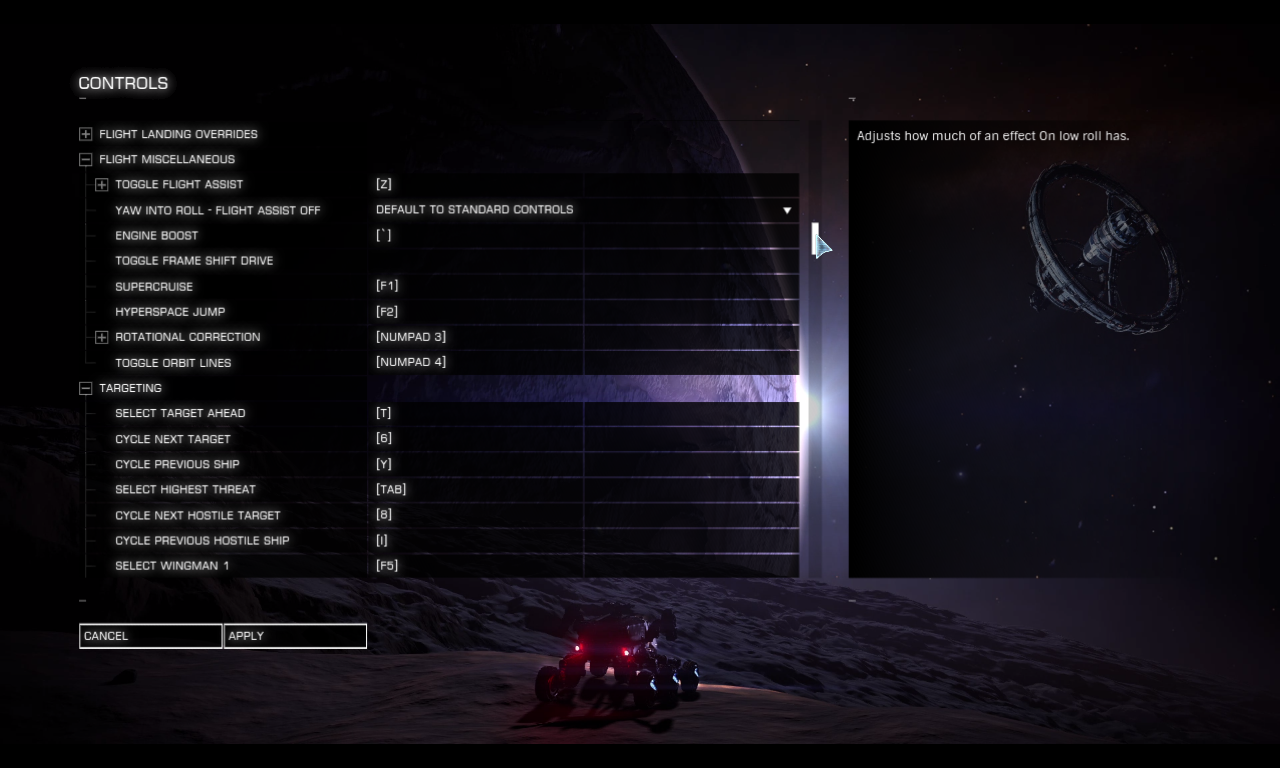 CONTROLS
FLIGHT LANDING OVERRIDES
FLIGHT MISCELLANEOUS
TOGGLE FLIGHT ASSIST [Z]
YAW INTO ROLL - FLIGHT ASSIST OFF DEFAULT TO STANDARD CONTROLS
ENGINE BOOST [`]
TOGGLE FRAME SHIFT DRIVE
SUPERCRUISE [F1]
HYPERSPACE JUMP [F2]
ROTATIONAL CORRECTION [NUMPAD 3]
TOGGLE ORBIT LINES [NUMPAD 4]
TARGETING
SELECT TARGET AHEAD [T]
CYCLE NEXT TARGET [6]
CYCLE PREVIOUS SHIP [Y]
SELECT HIGHEST THREAT [TAB]
CYCLE NEXT HOSTILE TARGET [8]
CYCLE PREVIOUS HOSTILE SHIP [I]
SELECT WINGMAN 1 [F5]
CANCEL APPLY
Adjusts how much of an effect On low roll has.